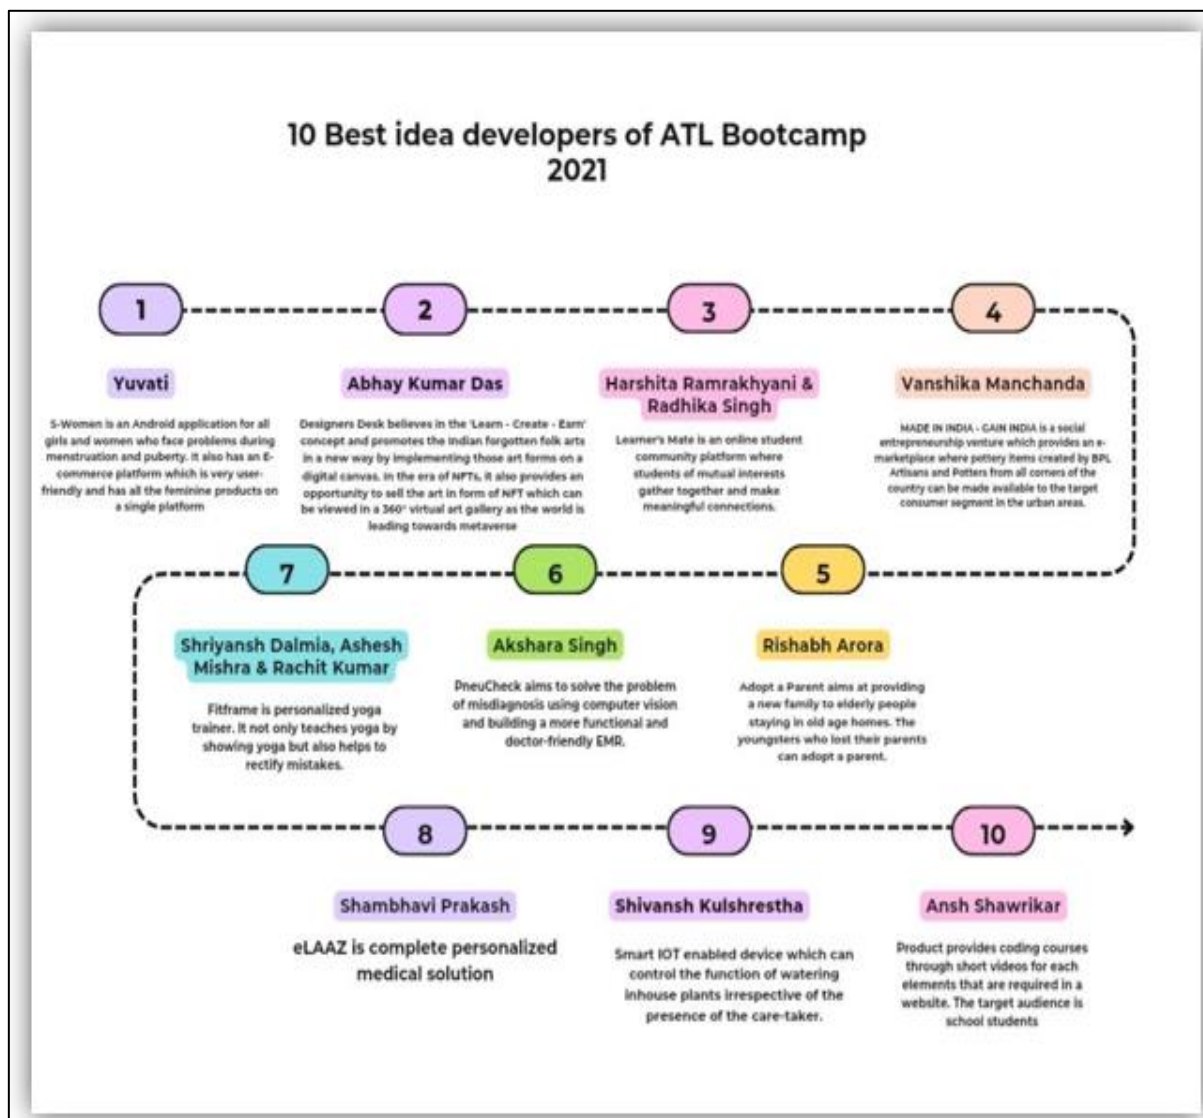 10 Best idea developers of ATL Bootcamp
2021
1
Yuvati
S-Women is an Android application for all
girls and women who face problems during
menstruation and puberty. It also has an E-
commerce platform which is very user-
friendly and has all the feminine products on
a single platform
2
Abhay Kumar Das
Designers Desk believes in the 'Learn - Create - Earn'
concept and promotes the Indian forgotten folk arts
in a new way by implementing those art forms on a
digital canvas. In the era of NFTs, it also provides an
opportunity to sell the art in form of NFT which can
be viewed in a 360° virtual art gallery as the world is
leading towards metaverse
3
Harshita Ramrakhyani &
Radhika Singh
Learner's Mate is an online student
community platform where
students of mutual interests
gather together and make
meaningful connections.
4
Vanshika Manchanda
MADE IN INDIA - GAIN INDIA is a social
entrepreneurship venture which provides an e-
marketplace where pottery items created by BPL
Artisans and Potters from all corners of the
country can be made available to the target
consumer segment in the urban areas.
5
Rishabh Arora
Adopt a Parent aims at providing
a new family to elderly people
staying in old age homes. The
youngsters who lost their parents
can adopt a parent.
6
Akshara Singh
PneuCheck aims to solve the problem
of misdiagnosis using computer vision
and building a more functional and
doctor-friendly EMR.
7
Shriyansh Dalmia, Ashesh
Mishra & Rachit Kumar
Fitframe is personalized yoga
trainer. It not only teaches yoga by
showing yoga but also helps to
rectify mistakes.
8
Shambhavi Prakash
eLAAZ is complete personalized
medical solution
9
Shivansh Kulshrestha
Smart IOT enabled device which can
control the function of watering
inhouse plants irrespective of the
presence of the care-taker.
10
Ansh Shawrikar
Product provides coding courses
through short videos for each
elements that are required in a
website. The target audience is
school students